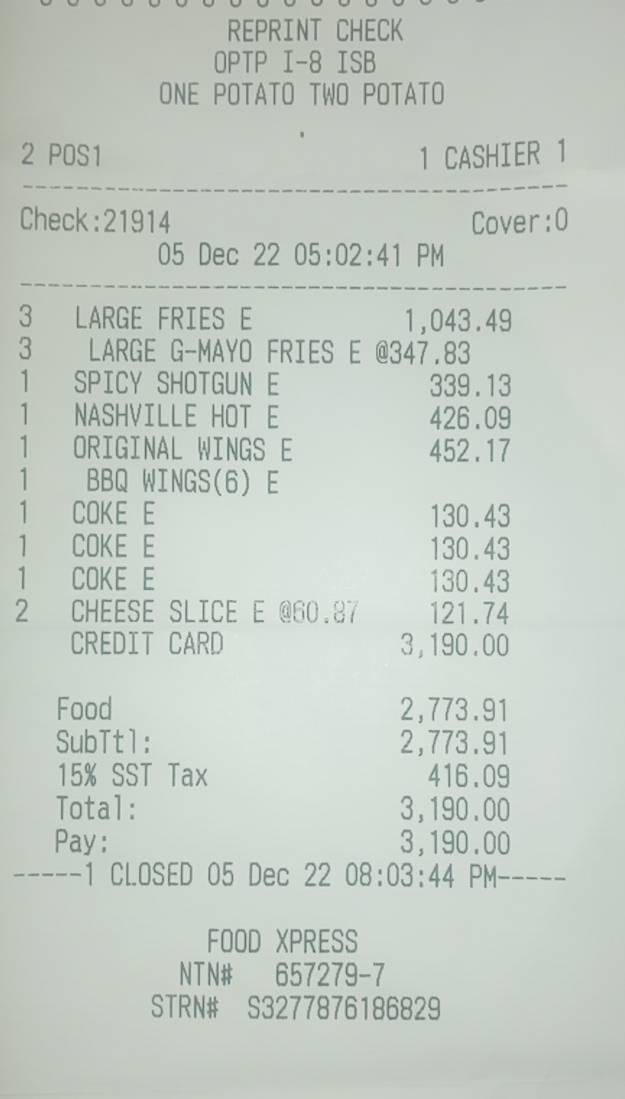 REPRINT CHECK
OPTP I-8 ISB
ONE POTATO TWO POTATO
2 POS1 1 CASHIER 1
Check:21914 Cover:0
05 Dec 22 05:02:41 PM
3 LARGE FRIES E 1,043.49
3 LARGE G-MAYO FRIES E @347.83
1 SPICY SHOTGUN E 339.13
1 NASHVILLE HOT E 426.09
1 ORIGINAL WINGS E 452.17
1 BBQ WINGS(6) E
1 COKE E 130.43
1 COKE E 130.43
1 COKE E 130.43
2 CHEESE SLICE E @60.87 121.74
CREDIT CARD 3,190.00
Food 2,773.91
SubTtl: 2,773.91
15% SST Tax 416.09
Total: 3,190.00
Pay: 3,190.00
-----1 CLOSED 05 Dec 22 08:03:44 PM-----
FOOD XPRESS
NTN# 657279-7
STRN# S3277876186829